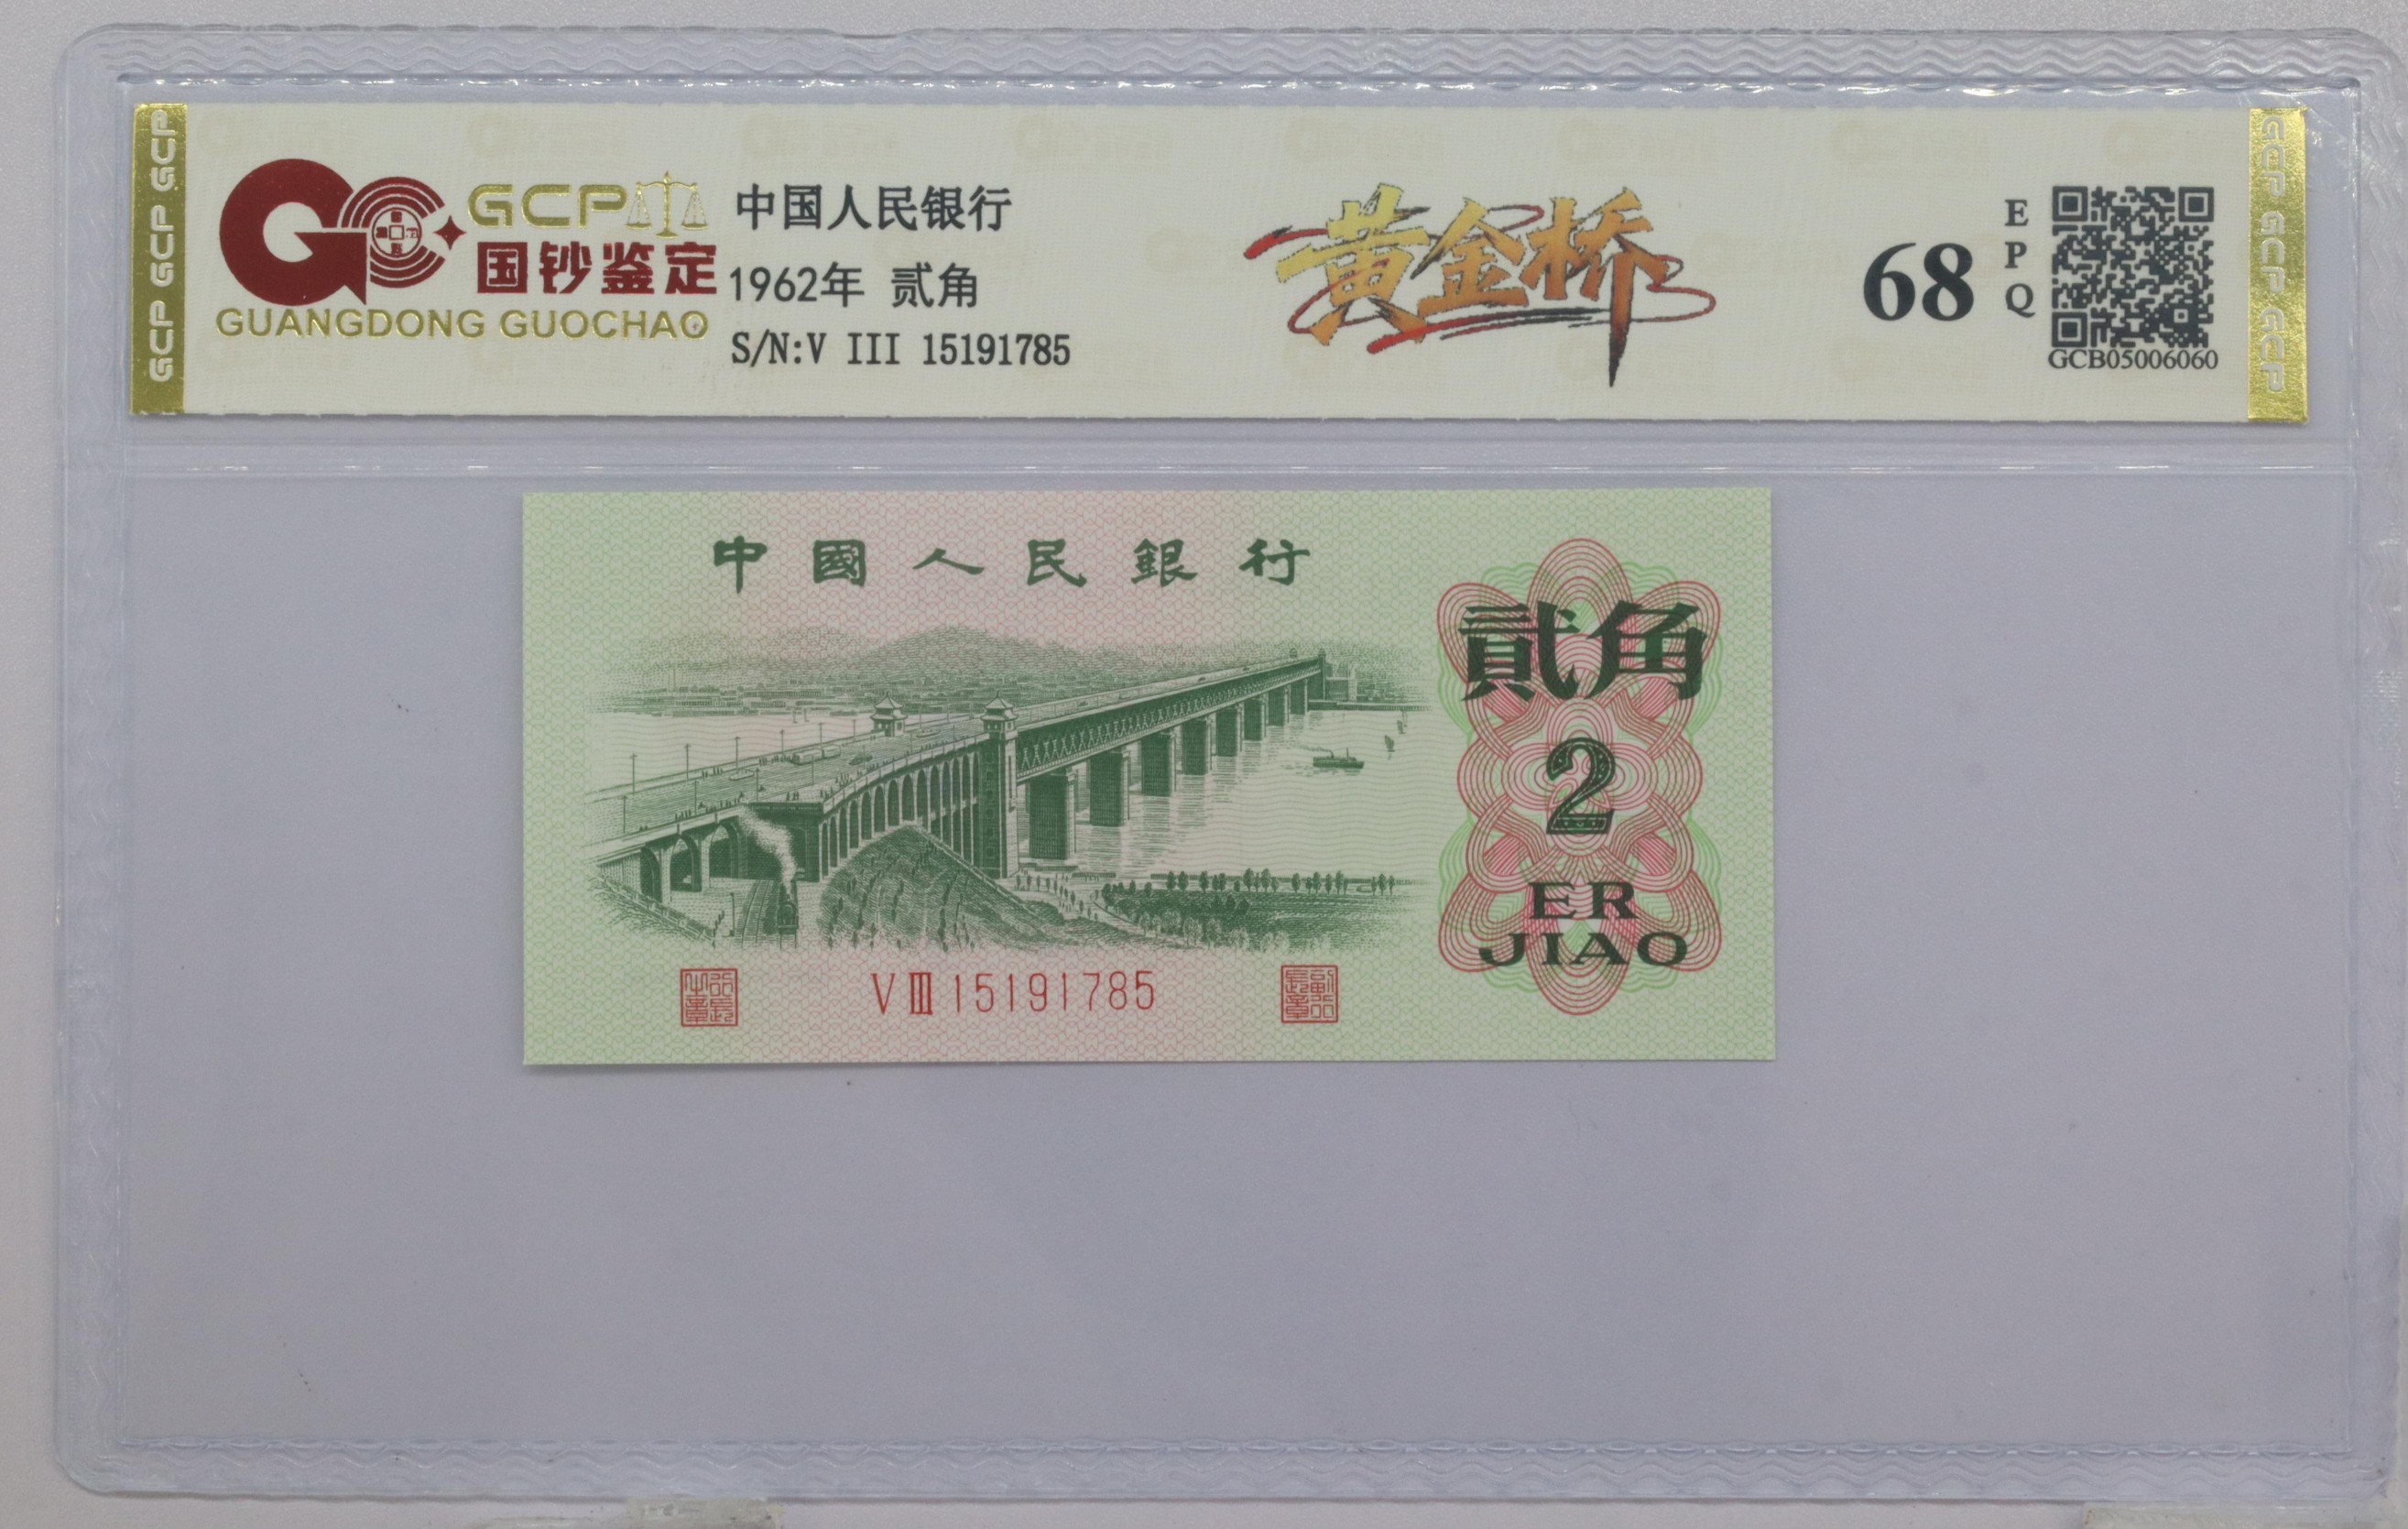 GCP GCP GCP
GCP
国钞鉴定
GUANGDONG GUOCHAO
中国人民银行
1962年 贰角
S/N:V III 15191785
黄金桥
68
EPQ
GCB05006060
GCP GCP GCP
中國人民銀行
貳角
2
ER
JIAO
V III 15191785